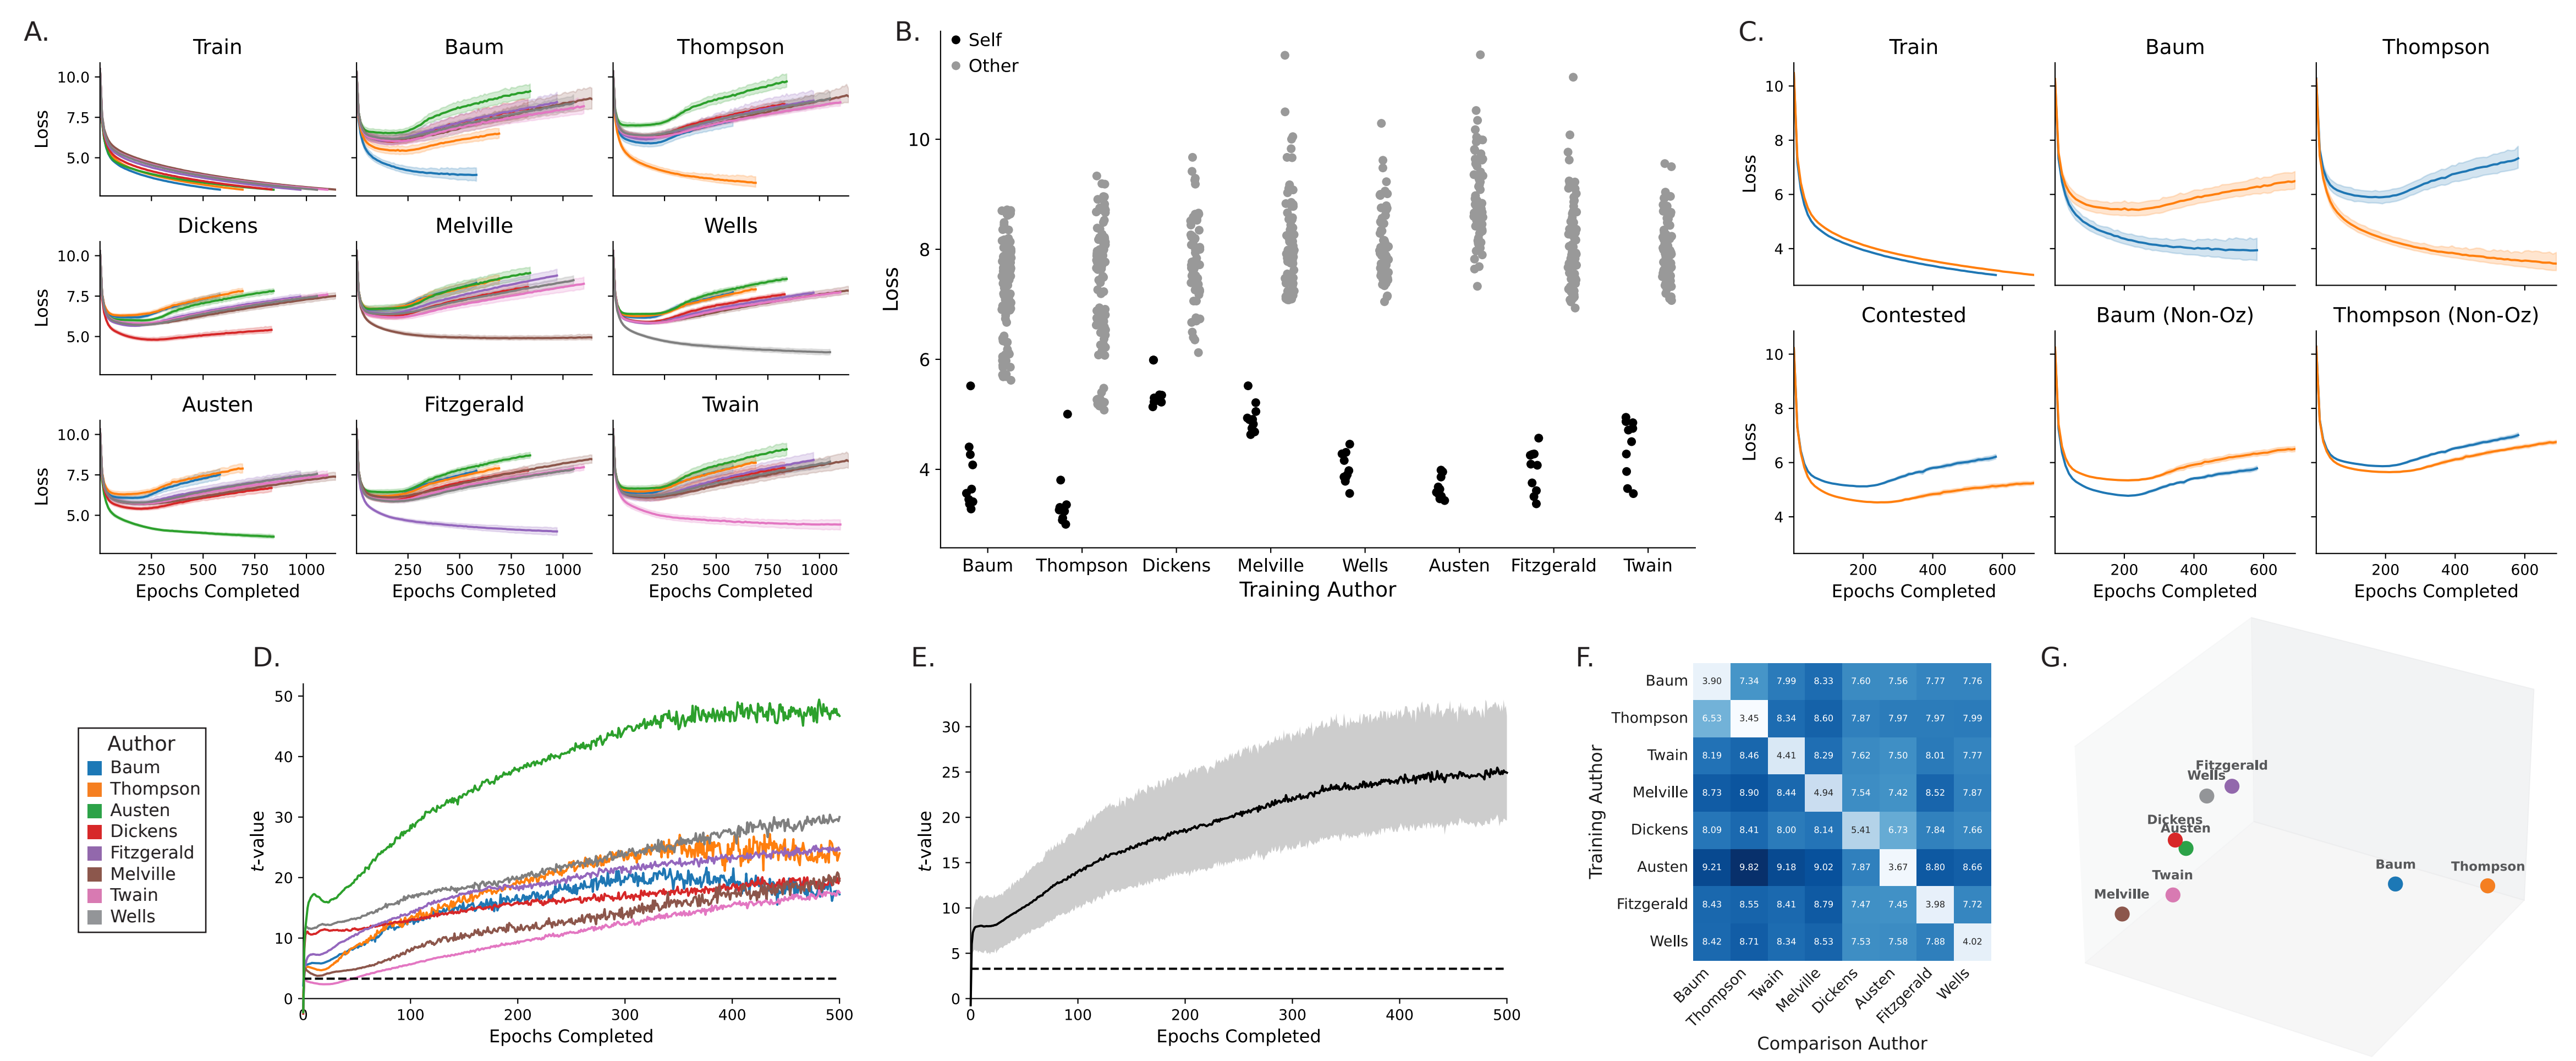 A.
Train
Baum
Thompson
10.0
7.5
5.0
Loss
Dickens
Melville
Wells
10.0
7.5
5.0
Loss
Austen
Fitzgerald
Twain
10.0
7.5
5.0
Loss
250 500 750 1000
250 500 750 1000
250 500 750 1000
Epochs Completed
Epochs Completed
Epochs Completed
B.
Self
Other
10
8
6
4
Loss
Baum Thompson Dickens Melville Wells Austen Fitzgerald Twain
Training Author
C.
Train
Baum
Thompson
10
8
6
4
Loss
Contested
Baum (Non-Oz)
Thompson (Non-Oz)
10
8
6
4
Loss
200 400 600
200 400 600
200 400 600
Epochs Completed
Epochs Completed
Epochs Completed
Author
Baum
Thompson
Austen
Dickens
Fitzgerald
Melville
Twain
Wells
D.
50
40
30
20
10
0
t-value
0 100 200 300 400 500
Epochs Completed
E.
30
25
20
15
10
5
0
t-value
0 100 200 300 400 500
Epochs Completed
F.
Training Author
Baum 3.90 7.34 7.99 8.33 7.60 7.56 7.77 7.76
Thompson 6.53 3.45 8.34 8.60 7.87 7.97 7.97 7.99
Twain 8.19 8.46 4.41 8.29 7.62 7.50 8.01 7.77
Melville 8.73 8.90 8.44 4.94 7.54 7.42 8.52 7.87
Dickens 8.09 8.41 8.00 8.14 5.41 6.73 7.84 7.66
Austen 9.21 9.82 9.18 9.02 7.87 3.67 8.80 8.66
Fitzgerald 8.43 8.55 8.41 8.79 7.47 7.45 3.98 7.72
Wells 8.42 8.71 8.34 8.53 7.53 7.58 7.88 4.02
Baum Thompson Twain Melville Dickens Austen Fitzgerald Wells
Comparison Author
G.
Fitzgerald
Wells
Dickens
Austen
Twain
Melville
Baum
Thompson